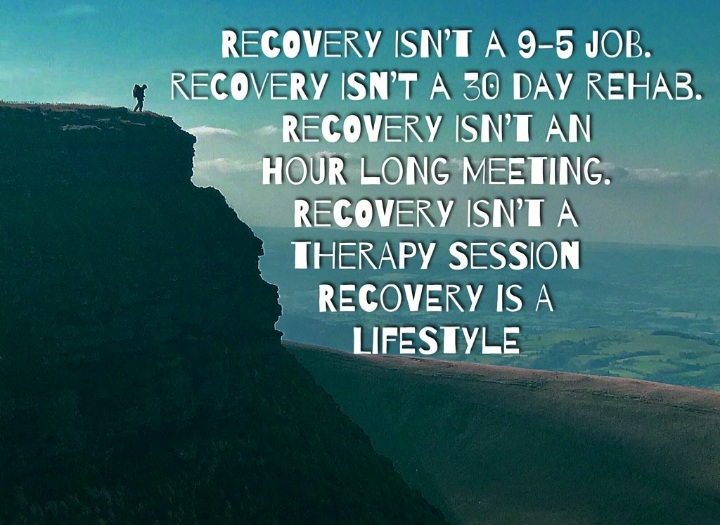 RECOVERY ISN'T A 9-5 JOB.
RECOVERY ISN'T A 30 DAY REHAB.
RECOVERY ISN'T AN
HOUR LONG MEETING.
RECOVERY ISN'T A
THERAPY SESSION
RECOVERY IS A
LIFESTYLE